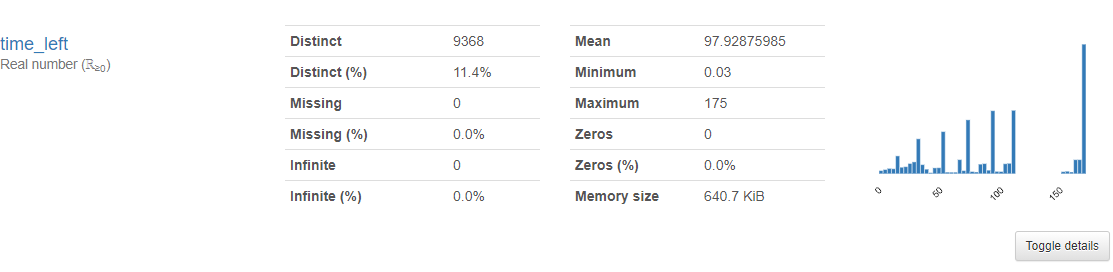 time_left
Real number (ℝ≥0)
Distinct 9368
Distinct (%) 11.4%
Missing 0
Missing (%) 0.0%
Infinite 0
Infinite (%) 0.0%
Mean 97.92875985
Minimum 0.03
Maximum 175
Zeros 0
Zeros (%) 0.0%
Memory size 640.7 KiB
0 50 100 150
Toggle details